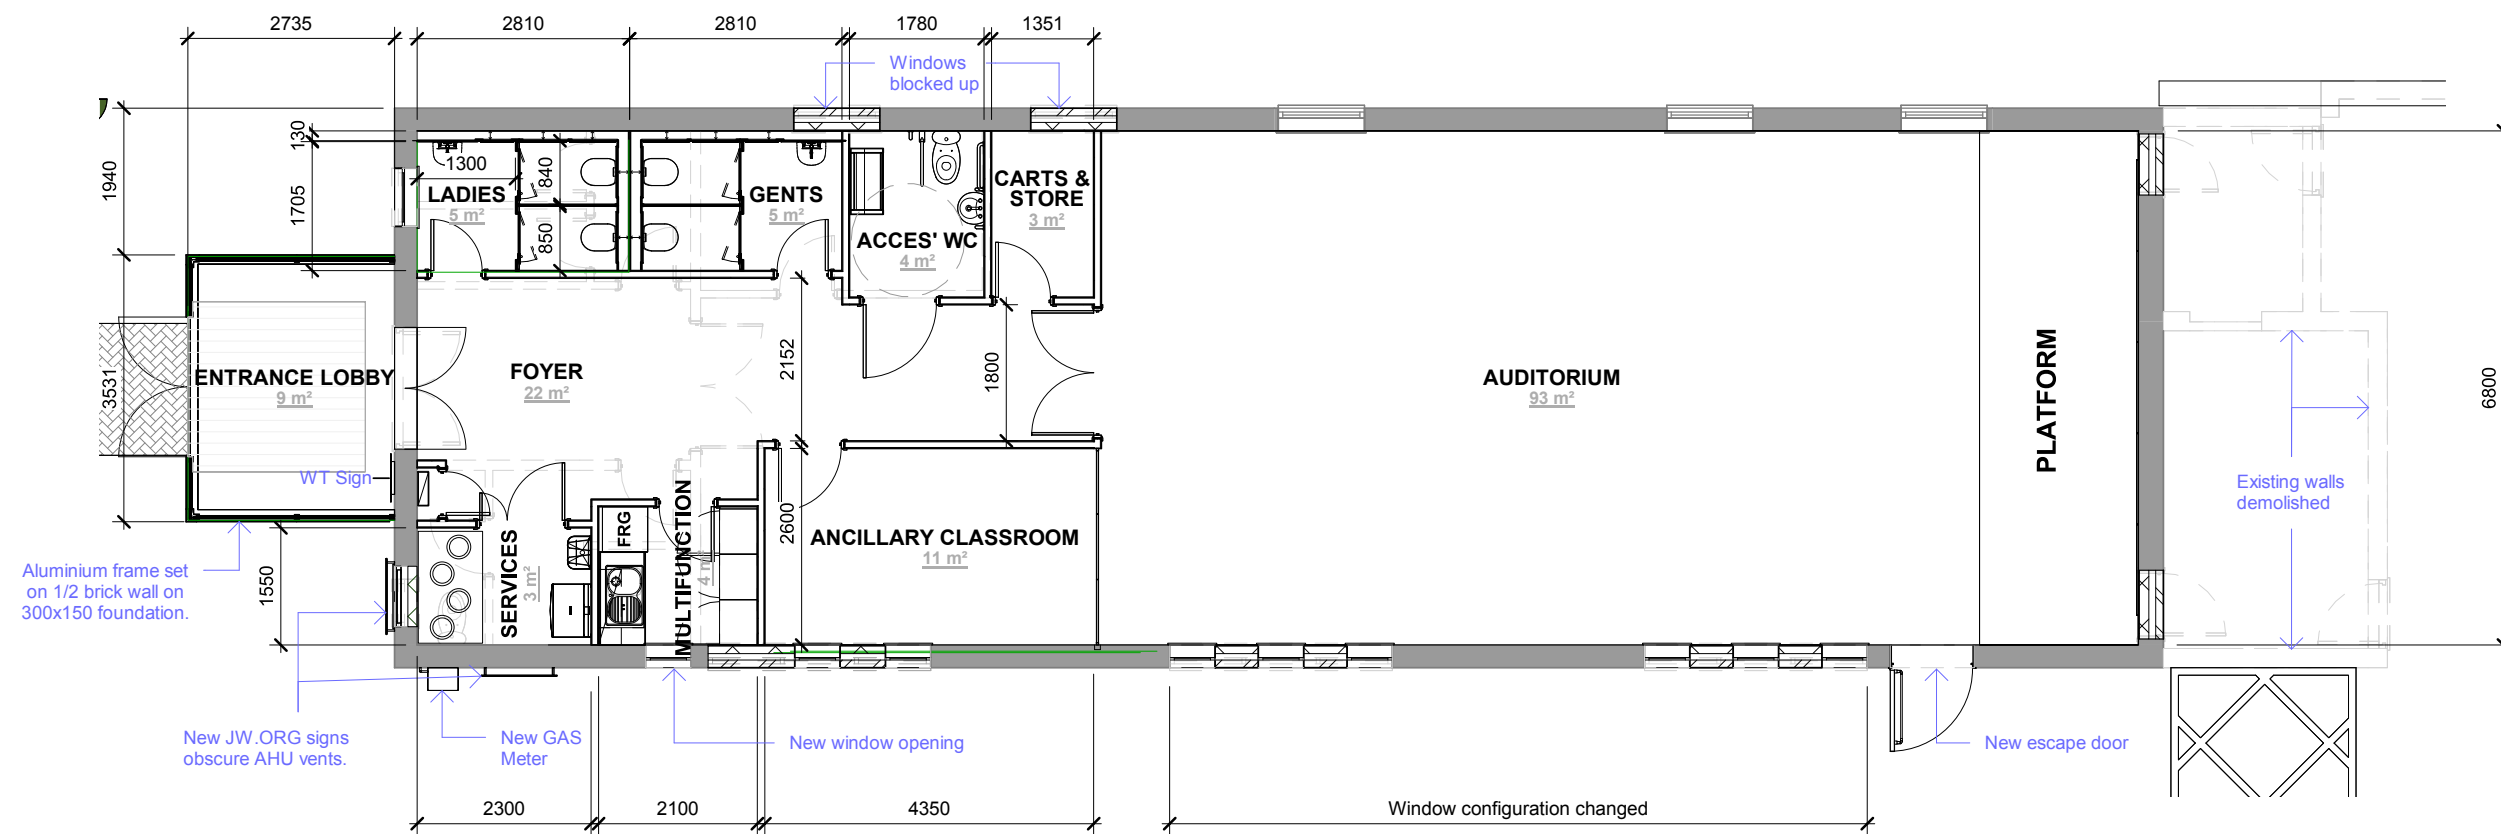 2735
2810
2810
1780
1351
Windows
blocked up
130
1940
1705
1300
840
850
LADIES
5 m²
GENTS
5 m²
CARTS &
STORE
3 m²
ACCES' WC
4 m²
3531
ENTRANCE LOBBY
9 m²
FOYER
22 m²
2152
1800
AUDITORIUM
93 m²
PLATFORM
6800
WT Sign
Existing walls
demolished
SERVICES
3 m²
FRG
MULTIFUNCTION
4 m²
2600
ANCILLARY CLASSROOM
11 m²
Aluminium frame set
on 1/2 brick wall on
300x150 foundation.
1550
New JW.ORG signs
obscure AHU vents.
New GAS
Meter
New window opening
New escape door
2300
2100
4350
Window configuration changed